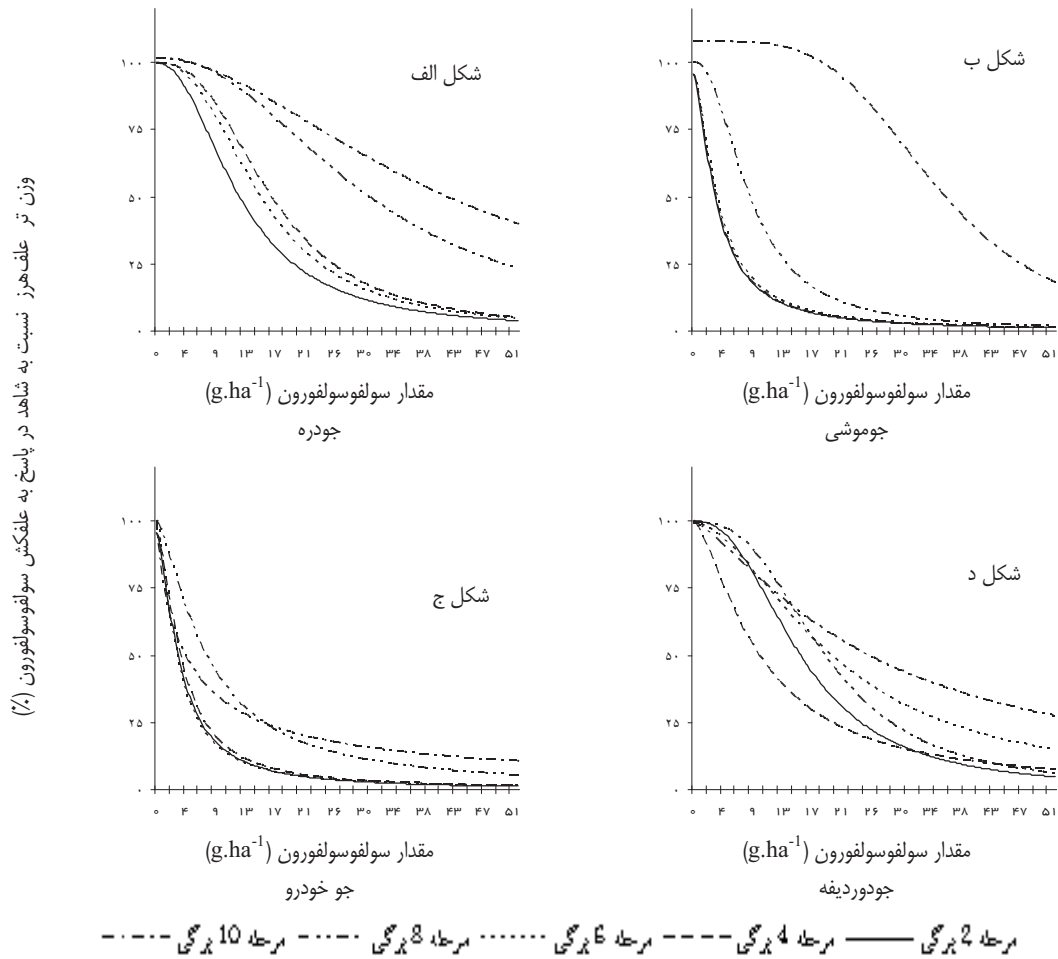 شکل الف
۱۰۰
۷۵
۵۰
۲۵
۰
۰ ۴ ۹ ۱۳ ۱۷ ۲۱ ۲۶ ۳۰ ۳۴ ۳۸ ۴۳ ۴۷ ۵۱
مقدار سولفوسولفورون (g.ha-1)
جودره
شکل ب
۱۰۰
۷۵
۵۰
۲۵
۰
۰ ۴ ۹ ۱۳ ۱۷ ۲۱ ۲۶ ۳۰ ۳۴ ۳۸ ۴۳ ۴۷ ۵۱
مقدار سولفوسولفورون (g.ha-1)
جوموشی
وزن تر علف‌هرز نسبت به شاهد در پاسخ به علفکش سولفوسولفورون (٪)
شکل ج
۱۰۰
۷۵
۵۰
۲۵
۰
۰ ۴ ۹ ۱۳ ۱۷ ۲۱ ۲۶ ۳۰ ۳۴ ۳۸ ۴۳ ۴۷ ۵۱
مقدار سولفوسولفورون (g.ha-1)
جو خودرو
شکل د
۱۰۰
۷۵
۵۰
۲۵
۰
۰ ۴ ۹ ۱۳ ۱۷ ۲۱ ۲۶ ۳۰ ۳۴ ۳۸ ۴۳ ۴۷ ۵۱
مقدار سولفوسولفورون (g.ha-1)
جودوردیفه
مرحله 2 برگی مرحله 4 برگی مرحله 6 برگی مرحله 8 برگی مرحله 10 برگی